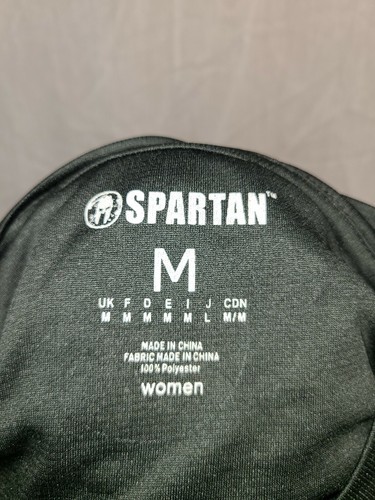 SPARTAN™
M
UK F D E I J CDN
M M M M M L M/M
MADE IN CHINA
FABRIC MADE IN CHINA
100% Polyester
women